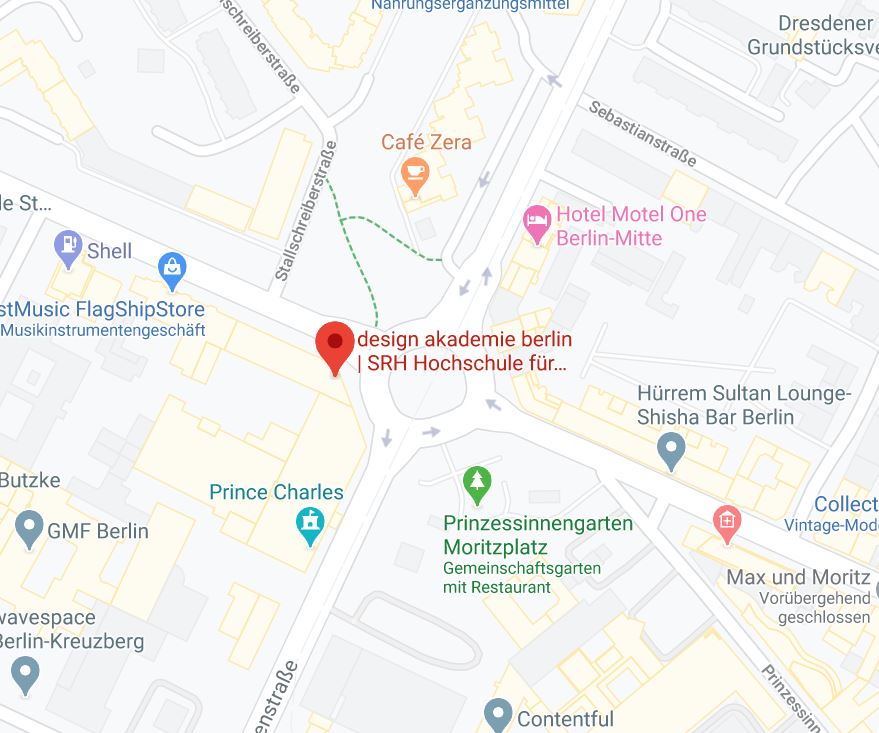 Nahrungsergänzungsmittel
Dresdener
Grundstücksve
llschreiberstraße
Café Zera
Sebastianstraße
Stallschreiberstraße
le St...
Hotel Motel One
Berlin-Mitte
Shell
stMusic FlagShipStore
Musikinstrumentengeschäft
design akademie berlin
| SRH Hochschule für...
Hürrem Sultan Lounge-
Shisha Bar Berlin
Butzke
Prince Charles
GMF Berlin
Collect
Vintage-Mode
Prinzessinnengarten
Moritzplatz
Gemeinschaftsgarten
mit Restaurant
Max und Moritz
Vorübergehend
geschlossen
wavespace
Berlin-Kreuzberg
enstraße
Prinzessinn
Contentful